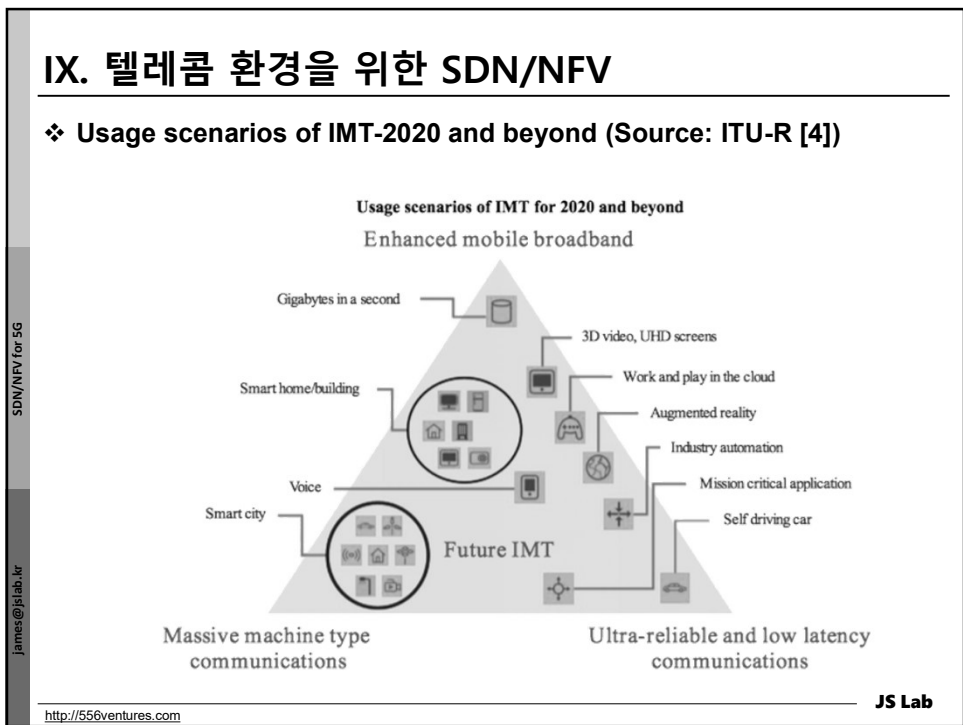 IX. 텔레콤 환경을 위한 SDN/NFV
❖ Usage scenarios of IMT-2020 and beyond (Source: ITU-R [4])
Usage scenarios of IMT for 2020 and beyond
Enhanced mobile broadband
Gigabytes in a second
3D video, UHD screens
Smart home/building
Work and play in the cloud
Augmented reality
Industry automation
Voice
Mission critical application
Smart city
Self driving car
Future IMT
Massive machine type
communications
Ultra-reliable and low latency
communications
SDN/NFV for 5G
james@jslab.kr
http://556ventures.com
JS Lab